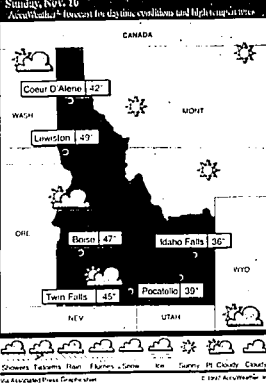 Sunday, Nov. 16
AccuWeather® forecast for daytime conditions and high temperatures
CANADA
Coeur D'Alene 42°
WASH
MONT
Lewiston 49°
ORE
Boise 47°
Idaho Falls 36°
WYO
Twin Falls 45°
Pocatello 39°
NEV
UTAH
Showers T-storms Rain Flurries Snow Ice Sunny Pt. Cloudy Cloudy
Via Associated Press GraphicsNet
© 1997 AccuWeather